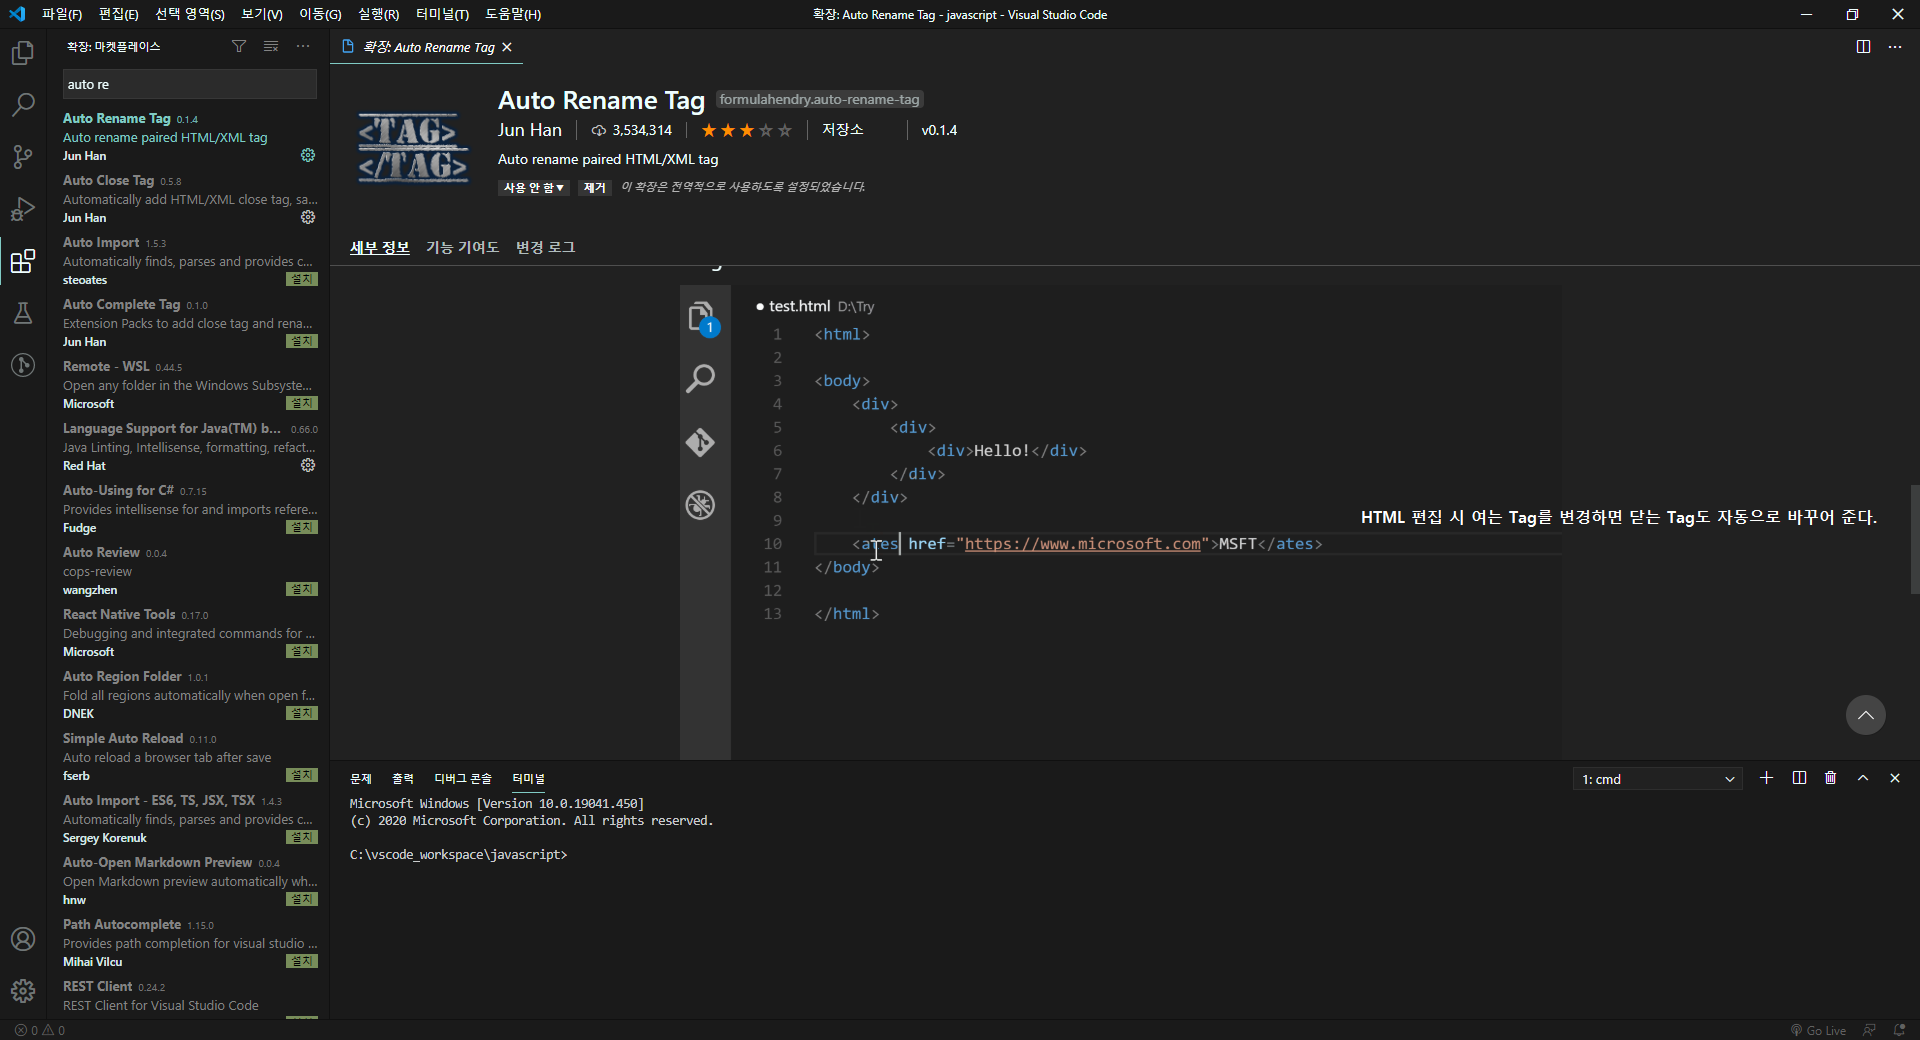 파일(F) 편집(E) 선택 영역(S) 보기(V) 이동(G) 실행(R) 터미널(T) 도움말(H)
확장: Auto Rename Tag - javascript - Visual Studio Code
확장: 마켓플레이스
auto re
Auto Rename Tag 0.1.4
Auto rename paired HTML/XML tag
Jun Han
Auto Close Tag 0.5.8
Automatically add HTML/XML close tag, sa...
Jun Han
Auto Import 1.5.3
Automatically finds, parses and provides c...
steoates 설치
Auto Complete Tag 0.1.0
Extension Packs to add close tag and rena...
Jun Han 설치
Remote - WSL 0.44.5
Open any folder in the Windows Subsyste...
Microsoft 설치
Language Support for Java(TM) b... 0.66.0
Java Linting, Intellisense, formatting, refact...
Red Hat
Auto-Using for C# 0.7.15
Provides intellisense for and imports refere...
Fudge 설치
Auto Review 0.0.4
cops-review
wangzhen 설치
React Native Tools 0.17.0
Debugging and integrated commands for ...
Microsoft 설치
Auto Region Folder 1.0.1
Fold all regions automatically when open f...
DNEK 설치
Simple Auto Reload 0.11.0
Auto reload a browser tab after save
fserb 설치
Auto Import - ES6, TS, JSX, TSX 1.4.3
Automatically finds, parses and provides c...
Sergey Korenuk 설치
Auto-Open Markdown Preview 0.0.4
Open Markdown preview automatically wh...
hnw 설치
Path Autocomplete 1.15.0
Provides path completion for visual studio ...
Mihai Vilcu 설치
REST Client 0.24.2
REST Client for Visual Studio Code
확장: Auto Rename Tag
<TAG>
</TAG>
Auto Rename Tag formulahendry.auto-rename-tag
Jun Han 3,534,314 저장소 v0.1.4
Auto rename paired HTML/XML tag
사용 안 함 제거 이 확장은 전역적으로 사용하도록 설정되었습니다.
세부 정보 기능 기여도 변경 로그
1
● test.html D:\Try
1 <html>
2
3 <body>
4 <div>
5 <div>
6 <div>Hello!</div>
7 </div>
8 </div>
9
HTML 편집 시 여는 Tag를 변경하면 닫는 Tag도 자동으로 바꾸어 준다.
10 <ates href="https://www.microsoft.com">MSFT</ates>
11 </body>
12
13 </html>
문제 출력 디버그 콘솔 터미널
1: cmd
Microsoft Windows [Version 10.0.19041.450]
(c) 2020 Microsoft Corporation. All rights reserved.
C:\vscode_workspace\javascript>
0 0
Go Live